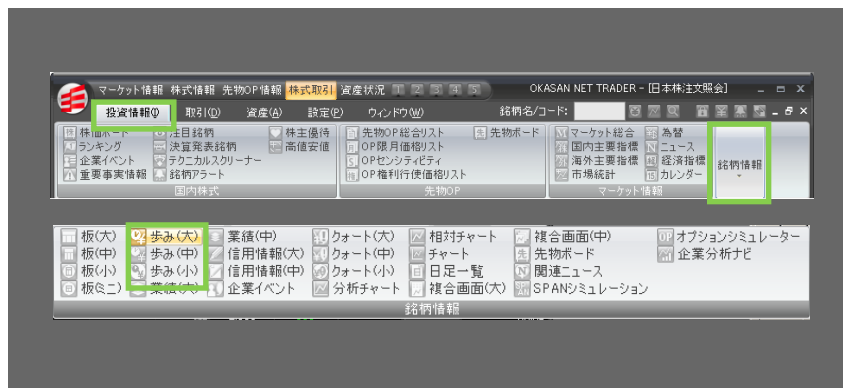 マーケット情報 株式情報 先物OP情報 株式取引 資産状況 1 2 3 4 5 OKASAN NET TRADER - [日本株注文照会]
投資情報(I) 取引(O) 資産(A) 設定(P) ウィンドウ(W) 銘柄名/コード:
株価ボード 注目銘柄 株主優待 先物OP総合リスト 先物ボード マーケット総合 為替
ランキング 決算発表銘柄 高値安値 OP限月価格リスト 国内主要指標 ニュース
企業イベント テクニカルスクリーナー OPセンシティビティ 海外主要指標 経済指標 銘柄情報
重要事実情報 銘柄アラート OP権利行使価格リスト 市場統計 カレンダー
国内株式 先物OP マーケット情報
板(大) 歩み(大) 業績(中) クォート(大) 相対チャート 複合画面(中) オプションシミュレーター
板(中) 歩み(中) 信用情報(大) クォート(中) チャート 先物ボード 企業分析ナビ
板(小) 歩み(小) 信用情報(中) クォート(小) 日足一覧 関連ニュース
板(ミニ) 業績(大) 企業イベント 分析チャート 複合画面(大) SPANシミュレーション
銘柄情報